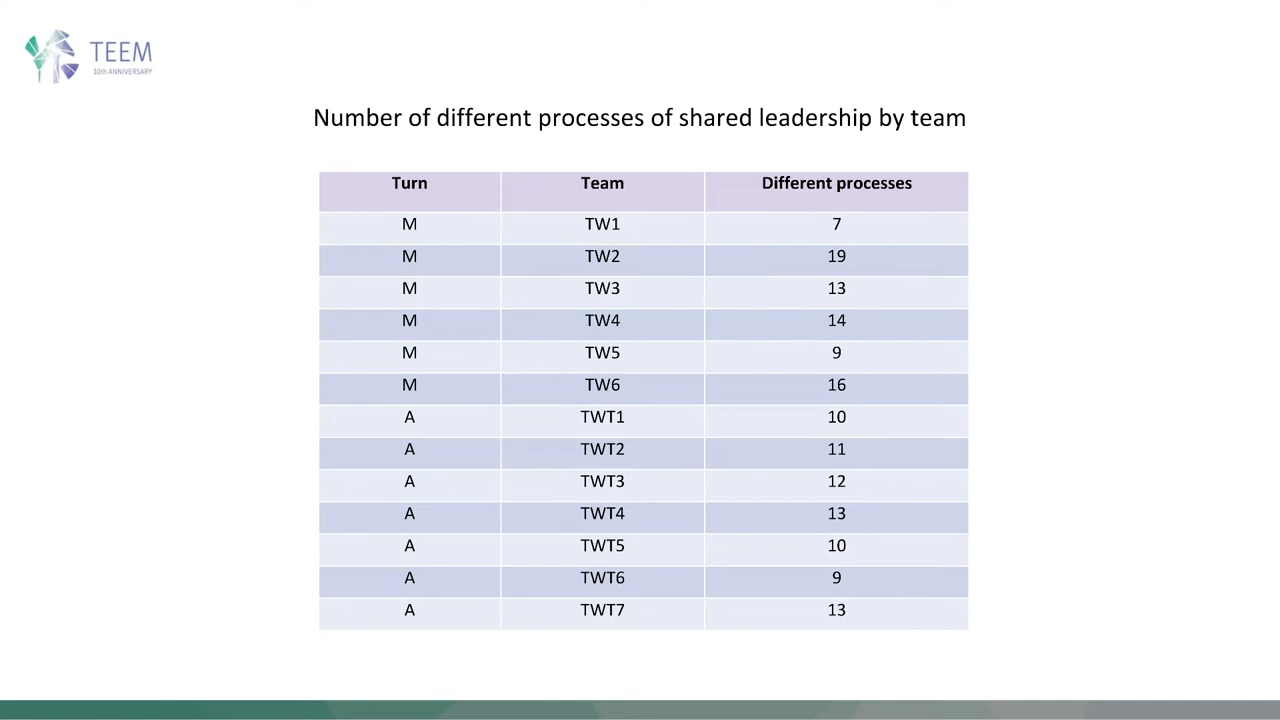 TEEM
10th ANNIVERSARY
Number of different processes of shared leadership by team
Turn Team Different processes
M TW1 7
M TW2 19
M TW3 13
M TW4 14
M TW5 9
M TW6 16
A TWT1 10
A TWT2 11
A TWT3 12
A TWT4 13
A TWT5 10
A TWT6 9
A TWT7 13